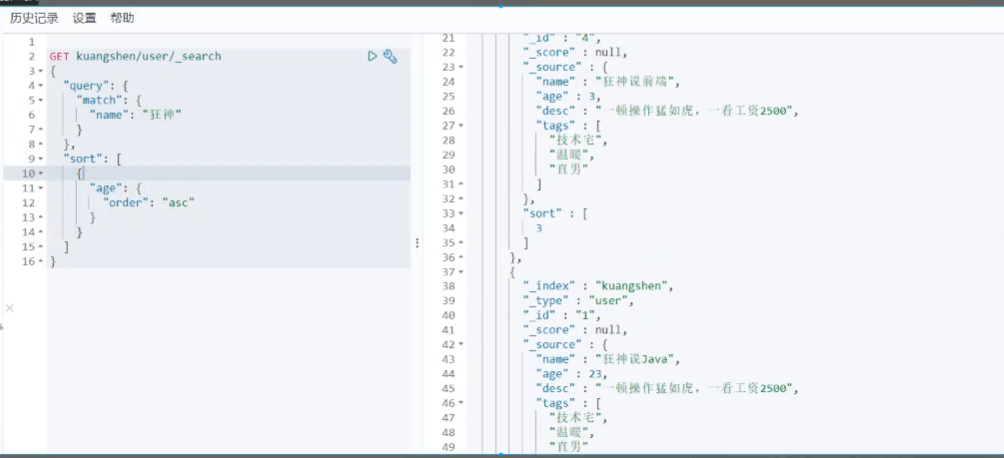 历史记录 设置 帮助
1
2 GET kuangshen/user/_search
3 {
4 "query": {
5 "match": {
6 "name": "狂神"
7 }
8 },
9 "sort": [
10 {
11 "age": {
12 "order": "asc"
13 }
14 }
15 ]
16 }
21 "_id" : "4",
22 "_score" : null,
23 "_source" : {
24 "name" : "狂神说前端",
25 "age" : 3,
26 "desc" : "一顿操作猛如虎，一看工资2500",
27 "tags" : [
28 "技术宅",
29 "温暖",
30 "直男"
31 ]
32 },
33 "sort" : [
34 3
35 ]
36 },
37 {
38 "_index" : "kuangshen",
39 "_type" : "user",
40 "_id" : "1",
41 "_score" : null,
42 "_source" : {
43 "name" : "狂神说Java",
44 "age" : 23,
45 "desc" : "一顿操作猛如虎，一看工资2500",
46 "tags" : [
47 "技术宅",
48 "温暖",
49 "直男"